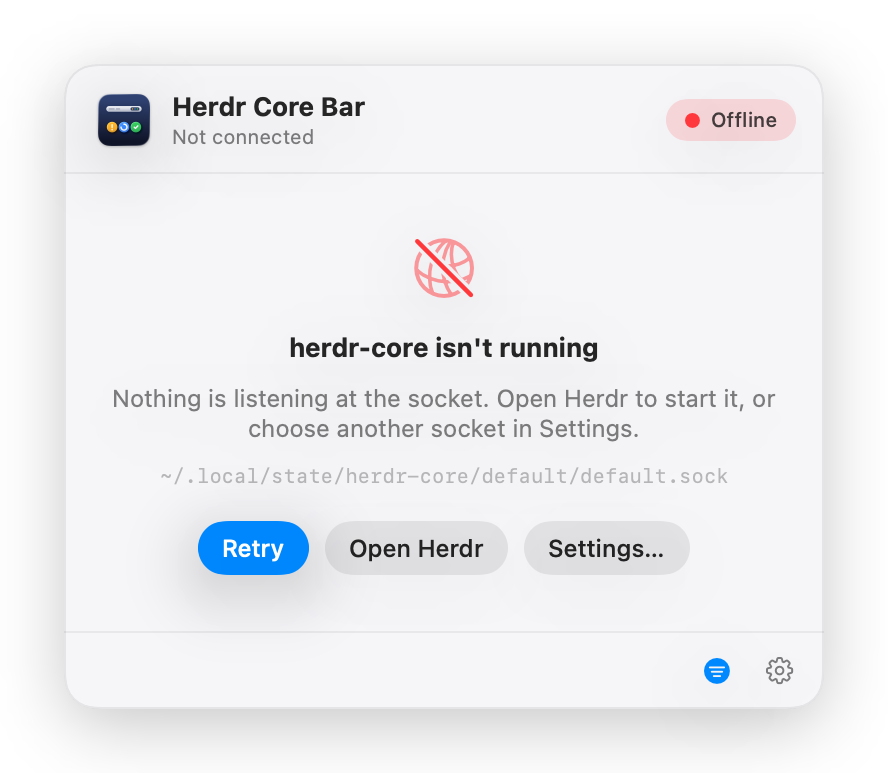 Herdr Core Bar
Not connected
Offline
herdr-core isn't running
Nothing is listening at the socket. Open Herdr to start it, or
choose another socket in Settings.
~/.local/state/herdr-core/default/default.sock
Retry
Open Herdr
Settings...